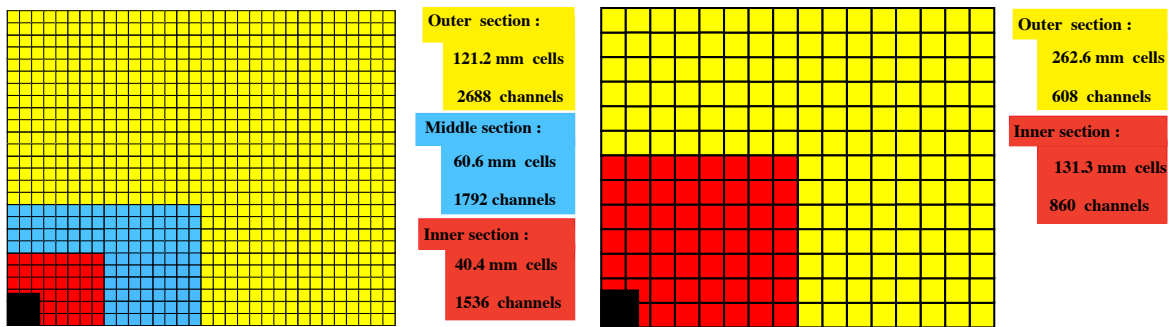 Outer section :
121.2 mm cells
2688 channels
Middle section :
60.6 mm cells
1792 channels
Inner section :
40.4 mm cells
1536 channels
Outer section :
262.6 mm cells
608 channels
Inner section :
131.3 mm cells
860 channels